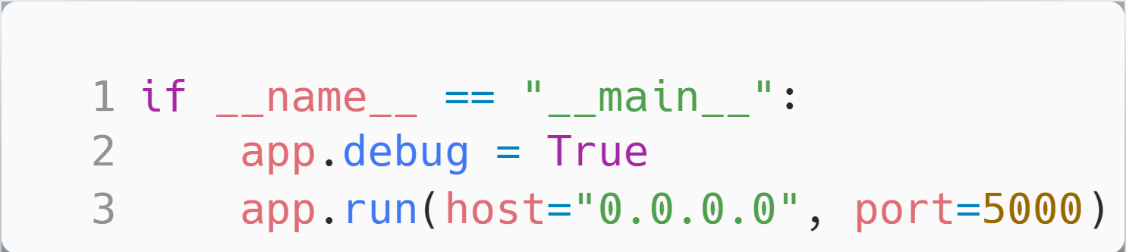 1 if __name__ == "__main__":
2     app.debug = True
3     app.run(host="0.0.0.0", port=5000)